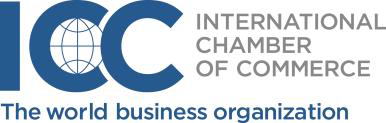 ICC
INTERNATIONAL
CHAMBER
OF COMMERCE
The world business organization